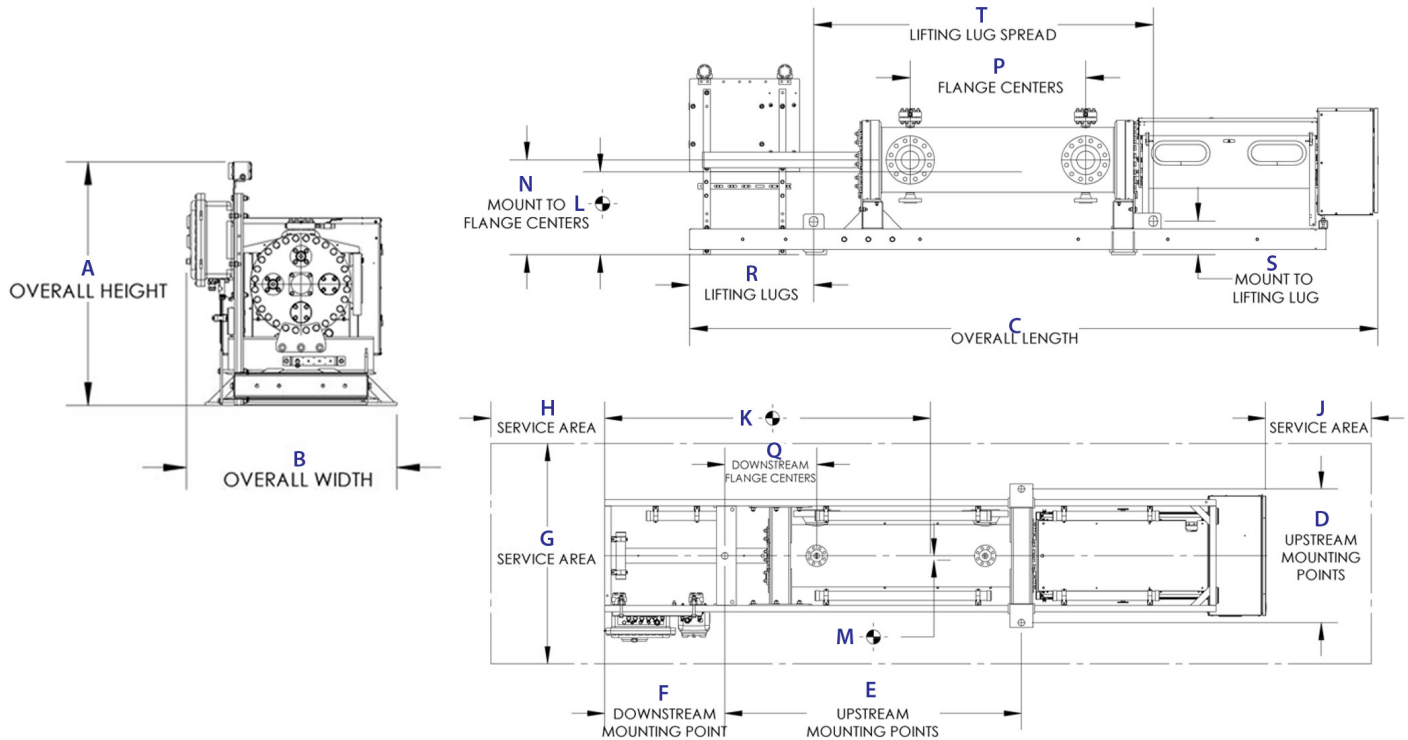 A
OVERALL HEIGHT
B
OVERALL WIDTH
T
LIFTING LUG SPREAD
P
FLANGE CENTERS
N
MOUNT TO
FLANGE CENTERS
L
R
LIFTING LUGS
S
MOUNT TO
LIFTING LUG
C
OVERALL LENGTH
H
SERVICE AREA
K
J
SERVICE AREA
Q
DOWNSTREAM
FLANGE CENTERS
G
SERVICE AREA
D
UPSTREAM
MOUNTING
POINTS
M
F
DOWNSTREAM
MOUNTING POINT
E
UPSTREAM
MOUNTING POINTS